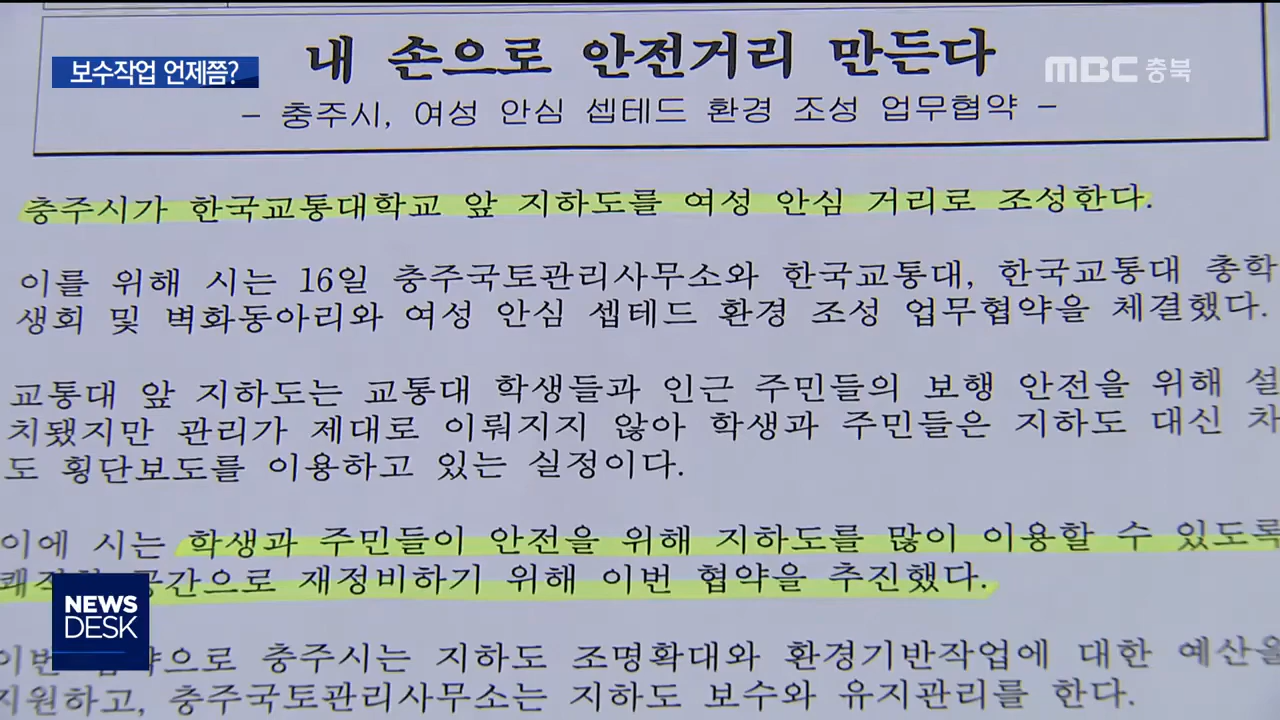 보수작업 언제쯤?
MBC 충북
내 손으로 안전거리 만든다
- 충주시, 여성 안심 셉테드 환경 조성 업무협약 -
충주시가 한국교통대학교 앞 지하도를 여성 안심 거리로 조성한다.
이를 위해 시는 16일 충주국토관리사무소와 한국교통대, 한국교통대 총학
생회 및 벽화동아리와 여성 안심 셉테드 환경 조성 업무협약을 체결했다.
교통대 앞 지하도는 교통대 학생들과 인근 주민들의 보행 안전을 위해 설
치됐지만 관리가 제대로 이뤄지지 않아 학생과 주민들은 지하도 대신 차
도 횡단보도를 이용하고 있는 실정이다.
이에 시는 학생과 주민들이 안전을 위해 지하도를 많이 이용할 수 있도록
공간으로 재정비하기 위해 이번 협약을 추진했다.
이번 협약으로 충주시는 지하도 조명확대와 환경기반작업에 대한 예산을
지원하고, 충주국토관리사무소는 지하도 보수와 유지관리를 한다.
NEWS
DESK